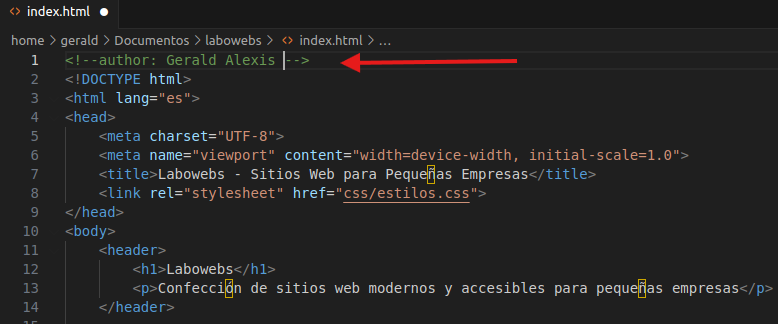 index.html
home > gerald > Documentos > labowebs > index.html > ...
1 <!--author: Gerald Alexis -->
2 <!DOCTYPE html>
3 <html lang="es">
4 <head>
5 <meta charset="UTF-8">
6 <meta name="viewport" content="width=device-width, initial-scale=1.0">
7 <title>Labowebs - Sitios Web para Pequeñas Empresas</title>
8 <link rel="stylesheet" href="css/estilos.css">
9 </head>
10 <body>
11 <header>
12 <h1>Labowebs</h1>
13 <p>Confección de sitios web modernos y accesibles para pequeñas empresas</p>
14 </header>
15